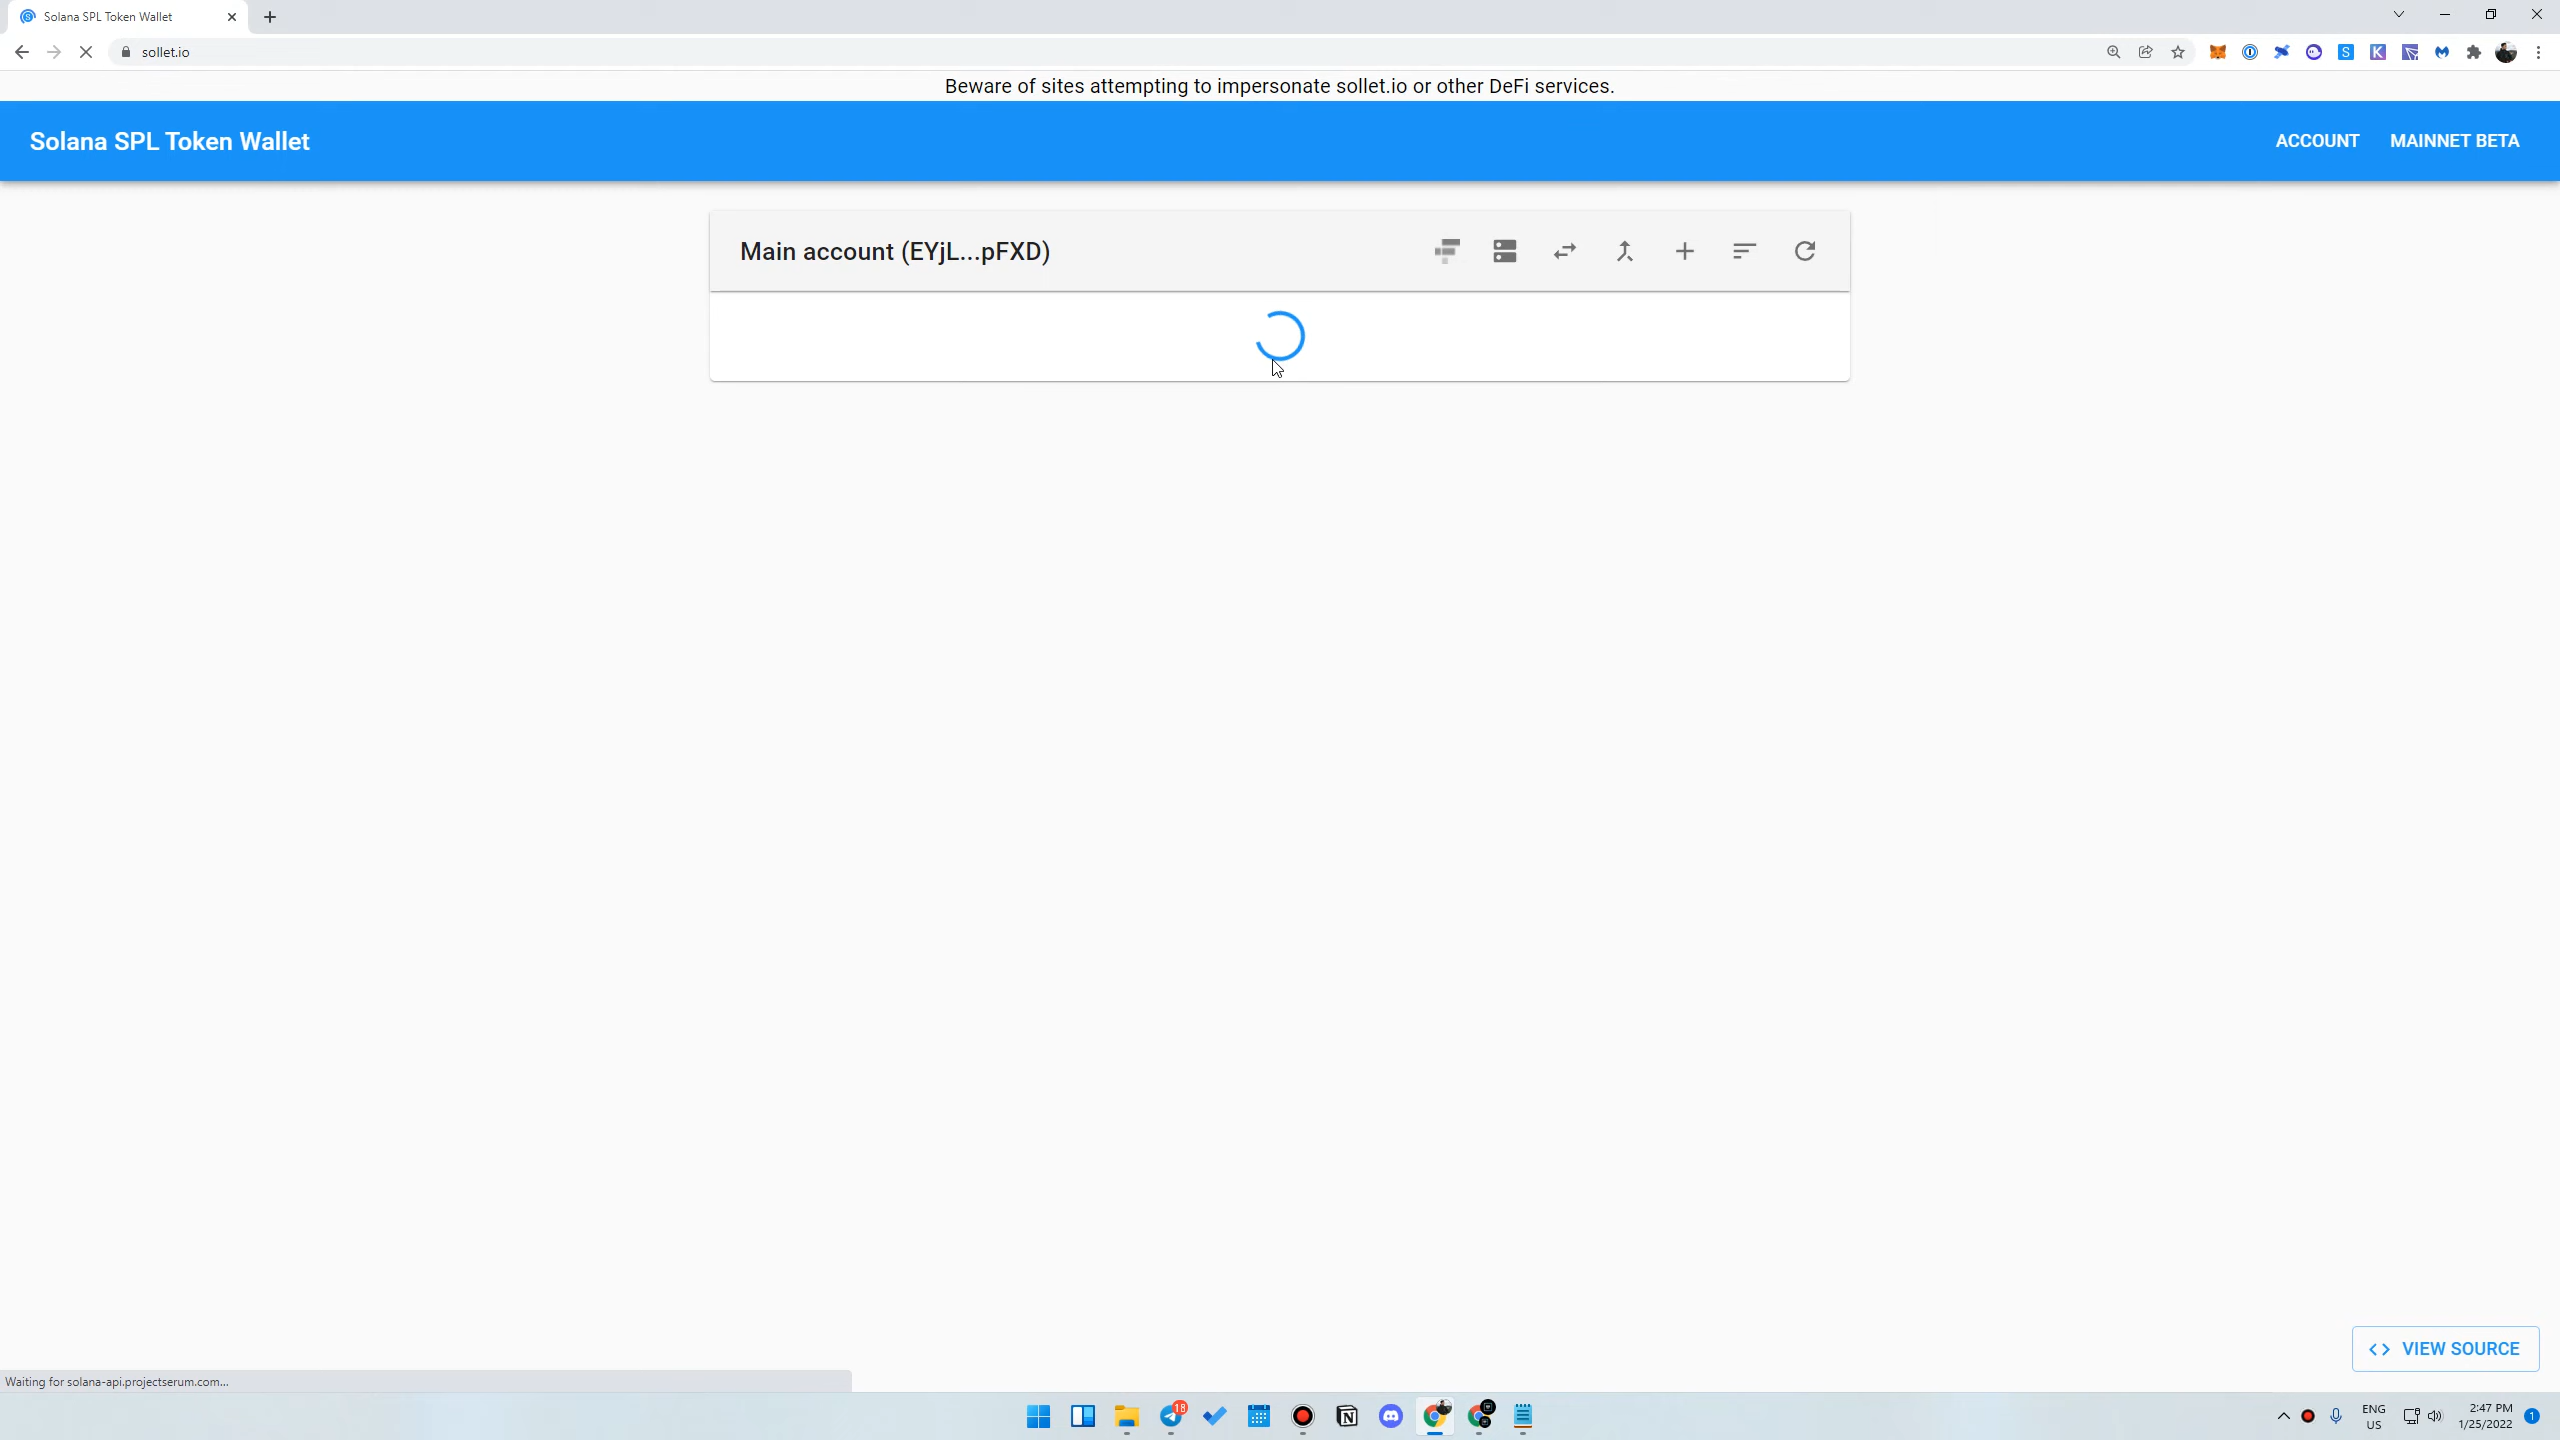 Solana SPL Token Wallet
sollet.io
Beware of sites attempting to impersonate sollet.io or other DeFi services.
Solana SPL Token Wallet
ACCOUNT
MAINNET BETA
Main account (EYjL...pFXD)
VIEW SOURCE
Waiting for solana-api.projectserum.com...
18
ENG
US
2:47 PM
1/25/2022
1